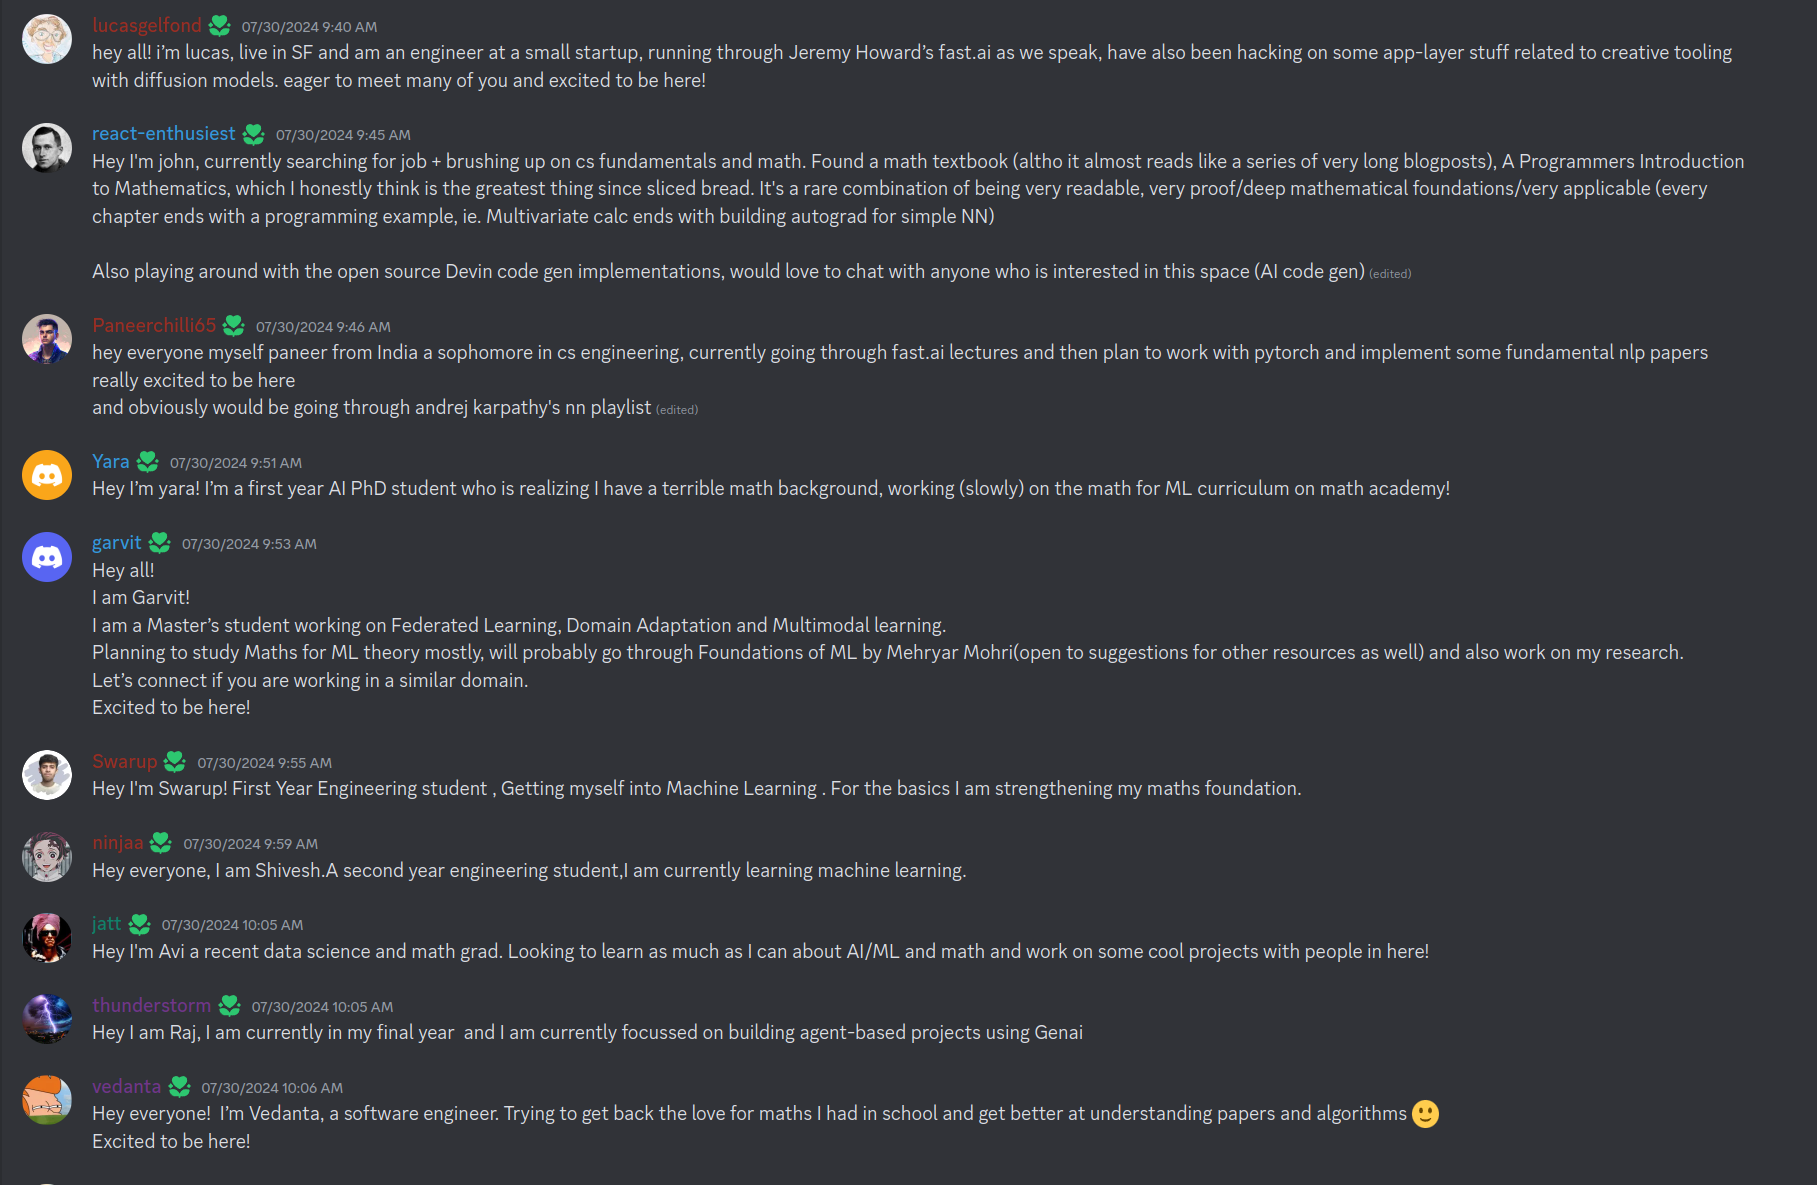 lucasgelfond 07/30/2024 9:40 AM
hey all! i’m lucas, live in SF and am an engineer at a small startup, running through Jeremy Howard’s fast.ai as we speak, have also been hacking on some app-layer stuff related to creative tooling
with diffusion models. eager to meet many of you and excited to be here!
react-enthusiest 07/30/2024 9:45 AM
Hey I'm john, currently searching for job + brushing up on cs fundamentals and math. Found a math textbook (altho it almost reads like a series of very long blogposts), A Programmers Introduction
to Mathematics, which I honestly think is the greatest thing since sliced bread. It's a rare combination of being very readable, very proof/deep mathematical foundations/very applicable (every
chapter ends with a programming example, ie. Multivariate calc ends with building autograd for simple NN)
Also playing around with the open source Devin code gen implementations, would love to chat with anyone who is interested in this space (AI code gen) (edited)
Paneerchilli65 07/30/2024 9:46 AM
hey everyone myself paneer from India a sophomore in cs engineering, currently going through fast.ai lectures and then plan to work with pytorch and implement some fundamental nlp papers
really excited to be here
and obviously would be going through andrej karpathy's nn playlist (edited)
Yara 07/30/2024 9:51 AM
Hey I’m yara! I’m a first year AI PhD student who is realizing I have a terrible math background, working (slowly) on the math for ML curriculum on math academy!
garvit 07/30/2024 9:53 AM
Hey all!
I am Garvit!
I am a Master’s student working on Federated Learning, Domain Adaptation and Multimodal learning.
Planning to study Maths for ML theory mostly, will probably go through Foundations of ML by Mehryar Mohri(open to suggestions for other resources as well) and also work on my research.
Let’s connect if you are working in a similar domain.
Excited to be here!
Swarup 07/30/2024 9:55 AM
Hey I'm Swarup! First Year Engineering student , Getting myself into Machine Learning . For the basics I am strengthening my maths foundation.
ninjaa 07/30/2024 9:59 AM
Hey everyone, I am Shivesh.A second year engineering student,I am currently learning machine learning.
jatt 07/30/2024 10:05 AM
Hey I'm Avi a recent data science and math grad. Looking to learn as much as I can about AI/ML and math and work on some cool projects with people in here!
thunderstorm 07/30/2024 10:05 AM
Hey I am Raj, I am currently in my final year  and I am currently focussed on building agent-based projects using Genai
vedanta 07/30/2024 10:06 AM
Hey everyone!  I’m Vedanta, a software engineer. Trying to get back the love for maths I had in school and get better at understanding papers and algorithms 🙂
Excited to be here!